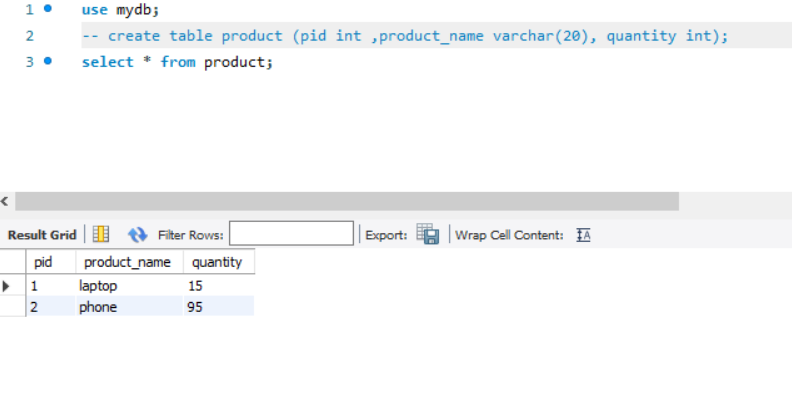 1 use mydb;
2 -- create table product (pid int ,product_name varchar(20), quantity int);
3 select * from product;
Result Grid Filter Rows: Export: Wrap Cell Content: IA
pid product_name quantity
1 laptop 15
2 phone 95